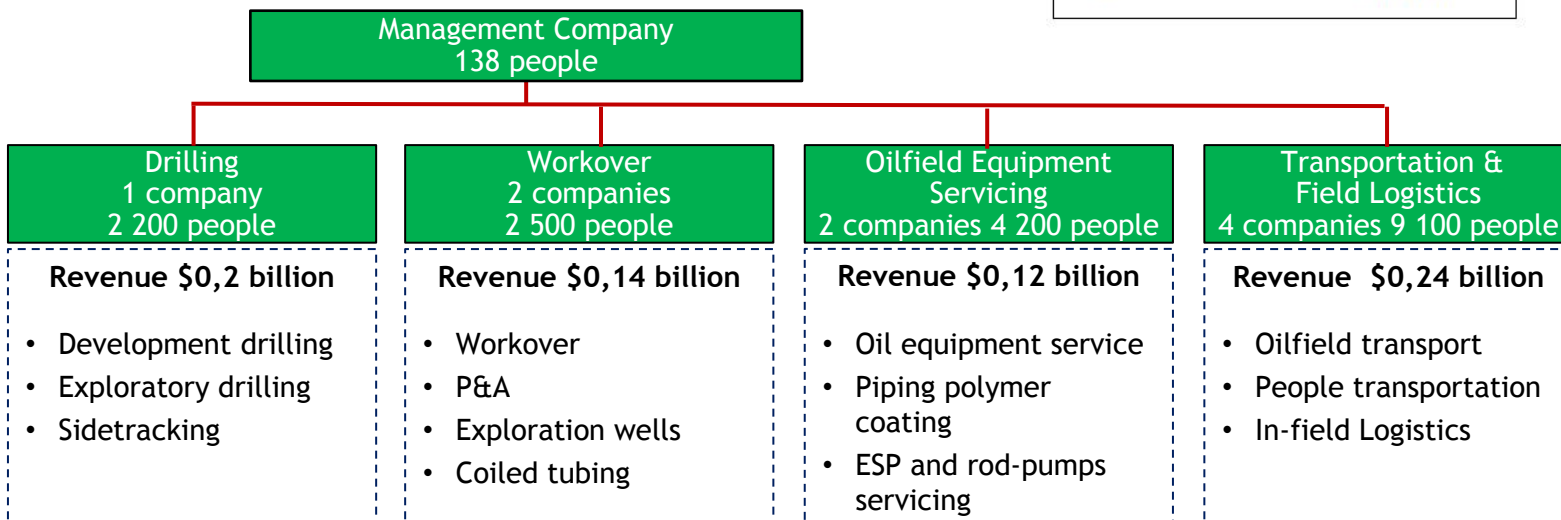 Management Company
138 people
Drilling
1 company
2 200 people
Workover
2 companies
2 500 people
Oilfield Equipment
Servicing
2 companies 4 200 people
Transportation &
Field Logistics
4 companies 9 100 people
Revenue $0,2 billion
• Development drilling
• Exploratory drilling
• Sidetracking
Revenue $0,14 billion
• Workover
• P&A
• Exploration wells
• Coiled tubing
Revenue $0,12 billion
• Oil equipment service
• Piping polymer
coating
• ESP and rod-pumps
servicing
Revenue $0,24 billion
• Oilfield transport
• People transportation
• In-field Logistics